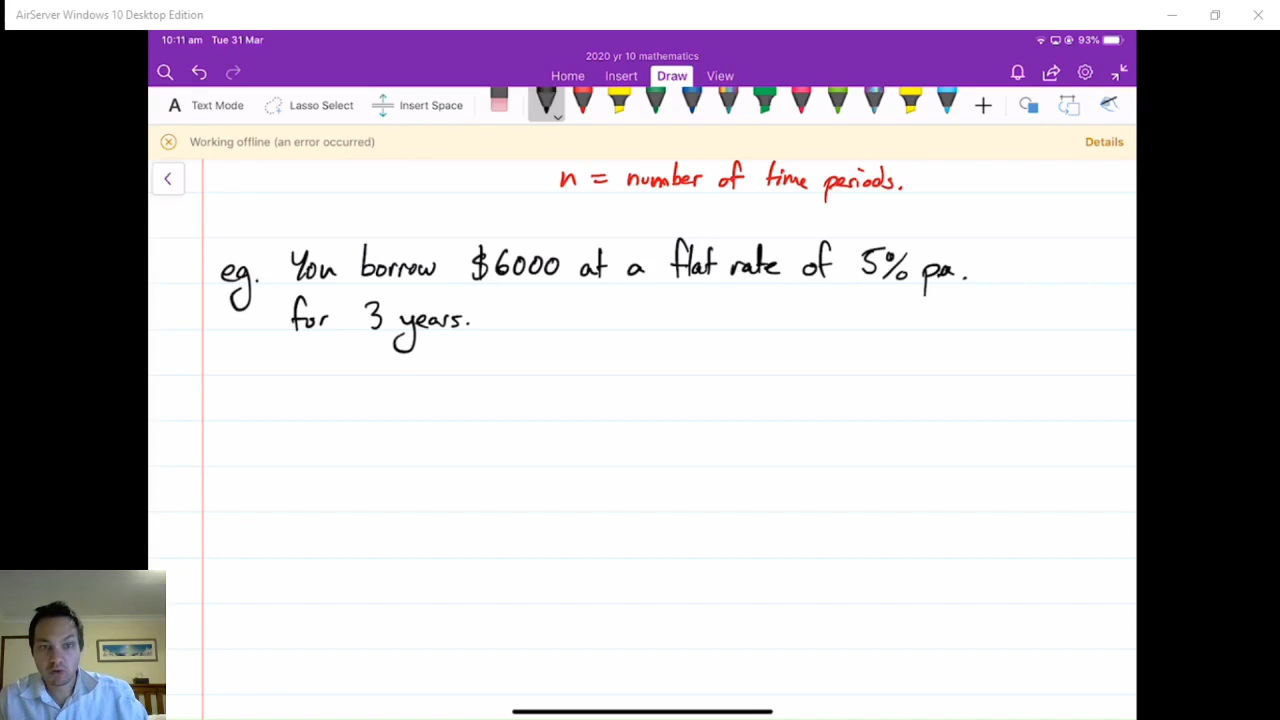 AirServer Windows 10 Desktop Edition
10:11 am Tue 31 Mar
93%
2020 yr 10 mathematics
Home Insert Draw View
A Text Mode Lasso Select Insert Space
Working offline (an error occurred) Details
n = number of time periods.
eg. You borrow $6000 at a flat rate of 5% pa.
for 3 years.